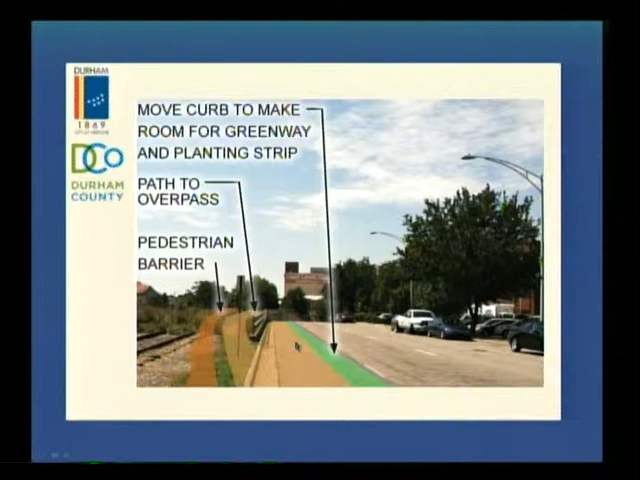 DURHAM
1869
DCo
DURHAM
COUNTY
MOVE CURB TO MAKE
ROOM FOR GREENWAY
AND PLANTING STRIP
PATH TO
OVERPASS
PEDESTRIAN
BARRIER